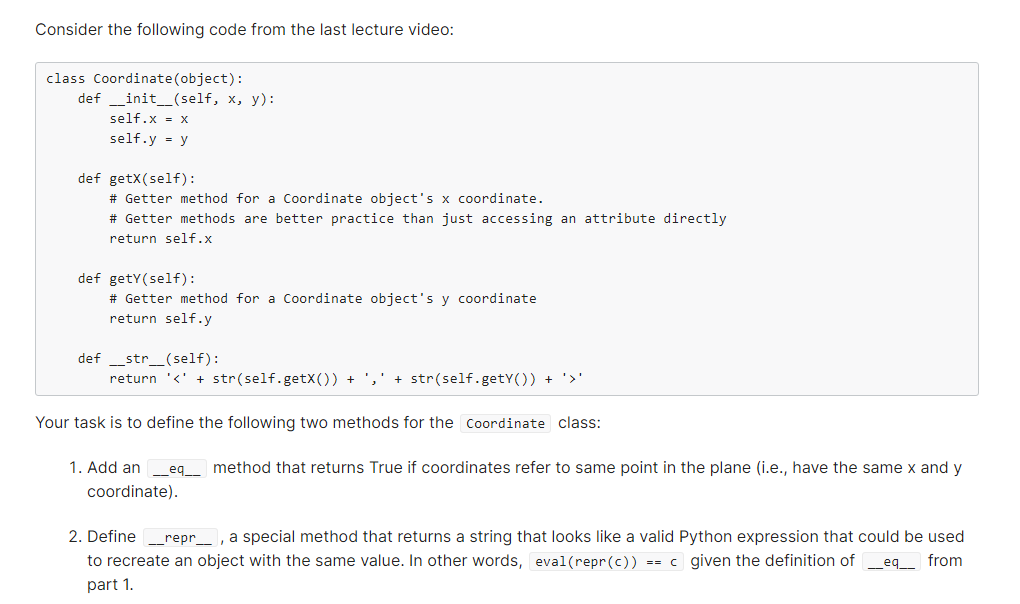 Consider the following code from the last lecture video:
class Coordinate(object):
    def __init__(self, x, y):
        self.x = x
        self.y = y
    def getX(self):
        # Getter method for a Coordinate object's x coordinate.
        # Getter methods are better practice than just accessing an attribute directly
        return self.x
    def getY(self):
        # Getter method for a Coordinate object's y coordinate
        return self.y
    def __str__(self):
        return '<' + str(self.getX()) + ',' + str(self.getY()) + '>'
Your task is to define the following two methods for the Coordinate class:
1. Add an __eq__ method that returns True if coordinates refer to same point in the plane (i.e., have the same x and y
coordinate).
2. Define __repr__ , a special method that returns a string that looks like a valid Python expression that could be used
to recreate an object with the same value. In other words, eval(repr(c)) == c given the definition of __eq__ from
part 1.